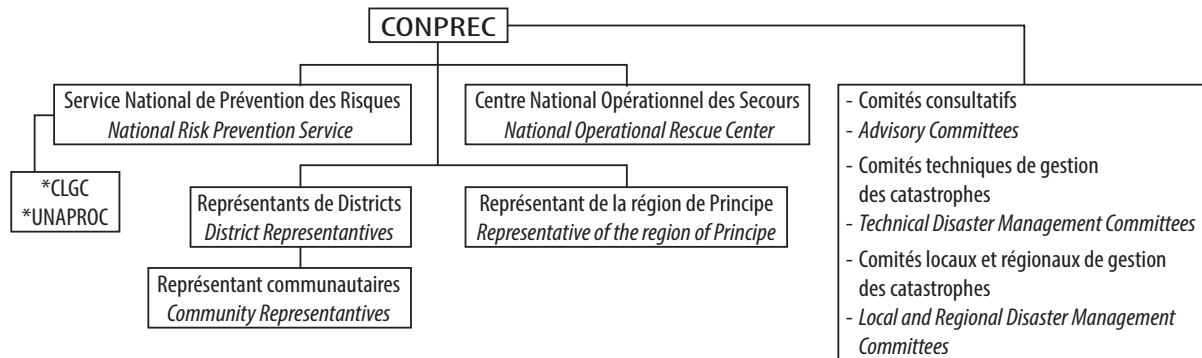 CONPREC
Service National de Prévention des Risques
National Risk Prevention Service
Centre National Opérationnel des Secours
National Operational Rescue Center
*CLGC
*UNAPROC
Représentants de Districts
District Representantives
Représentant de la région de Principe
Representative of the region of Principe
Représentant communautaires
Community Representantives
- Comités consultatifs
- Advisory Committees
- Comités techniques de gestion
des catastrophes
- Technical Disaster Management Committees
- Comités locaux et régionaux de gestion
des catastrophes
- Local and Regional Disaster Management
Committees